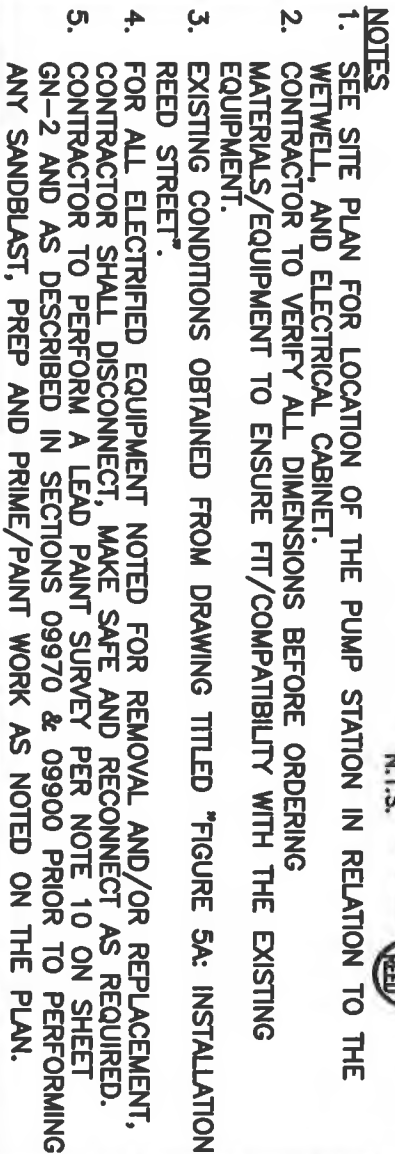 N.T.S.
REED
NOTES
1. SEE SITE PLAN FOR LOCATION OF THE PUMP STATION IN RELATION TO THE
WETWELL, AND ELECTRICAL CABINET.
2. CONTRACTOR TO VERIFY ALL DIMENSIONS BEFORE ORDERING
MATERIALS/EQUIPMENT TO ENSURE FIT/COMPATIBILITY WITH THE EXISTING
EQUIPMENT.
3. EXISTING CONDITIONS OBTAINED FROM DRAWING TITLED "FIGURE 5A: INSTALLATION
REED STREET".
4. FOR ALL ELECTRIFIED EQUIPMENT NOTED FOR REMOVAL AND/OR REPLACEMENT,
CONTRACTOR SHALL DISCONNECT, MAKE SAFE AND RECONNECT AS REQUIRED.
5. CONTRACTOR TO PERFORM A LEAD PAINT SURVEY PER NOTE 10 ON SHEET
GN-2 AND AS DESCRIBED IN SECTIONS 09970 & 09900 PRIOR TO PERFORMING
ANY SANDBLAST, PREP AND PRIME/PAINT WORK AS NOTED ON THE PLAN.